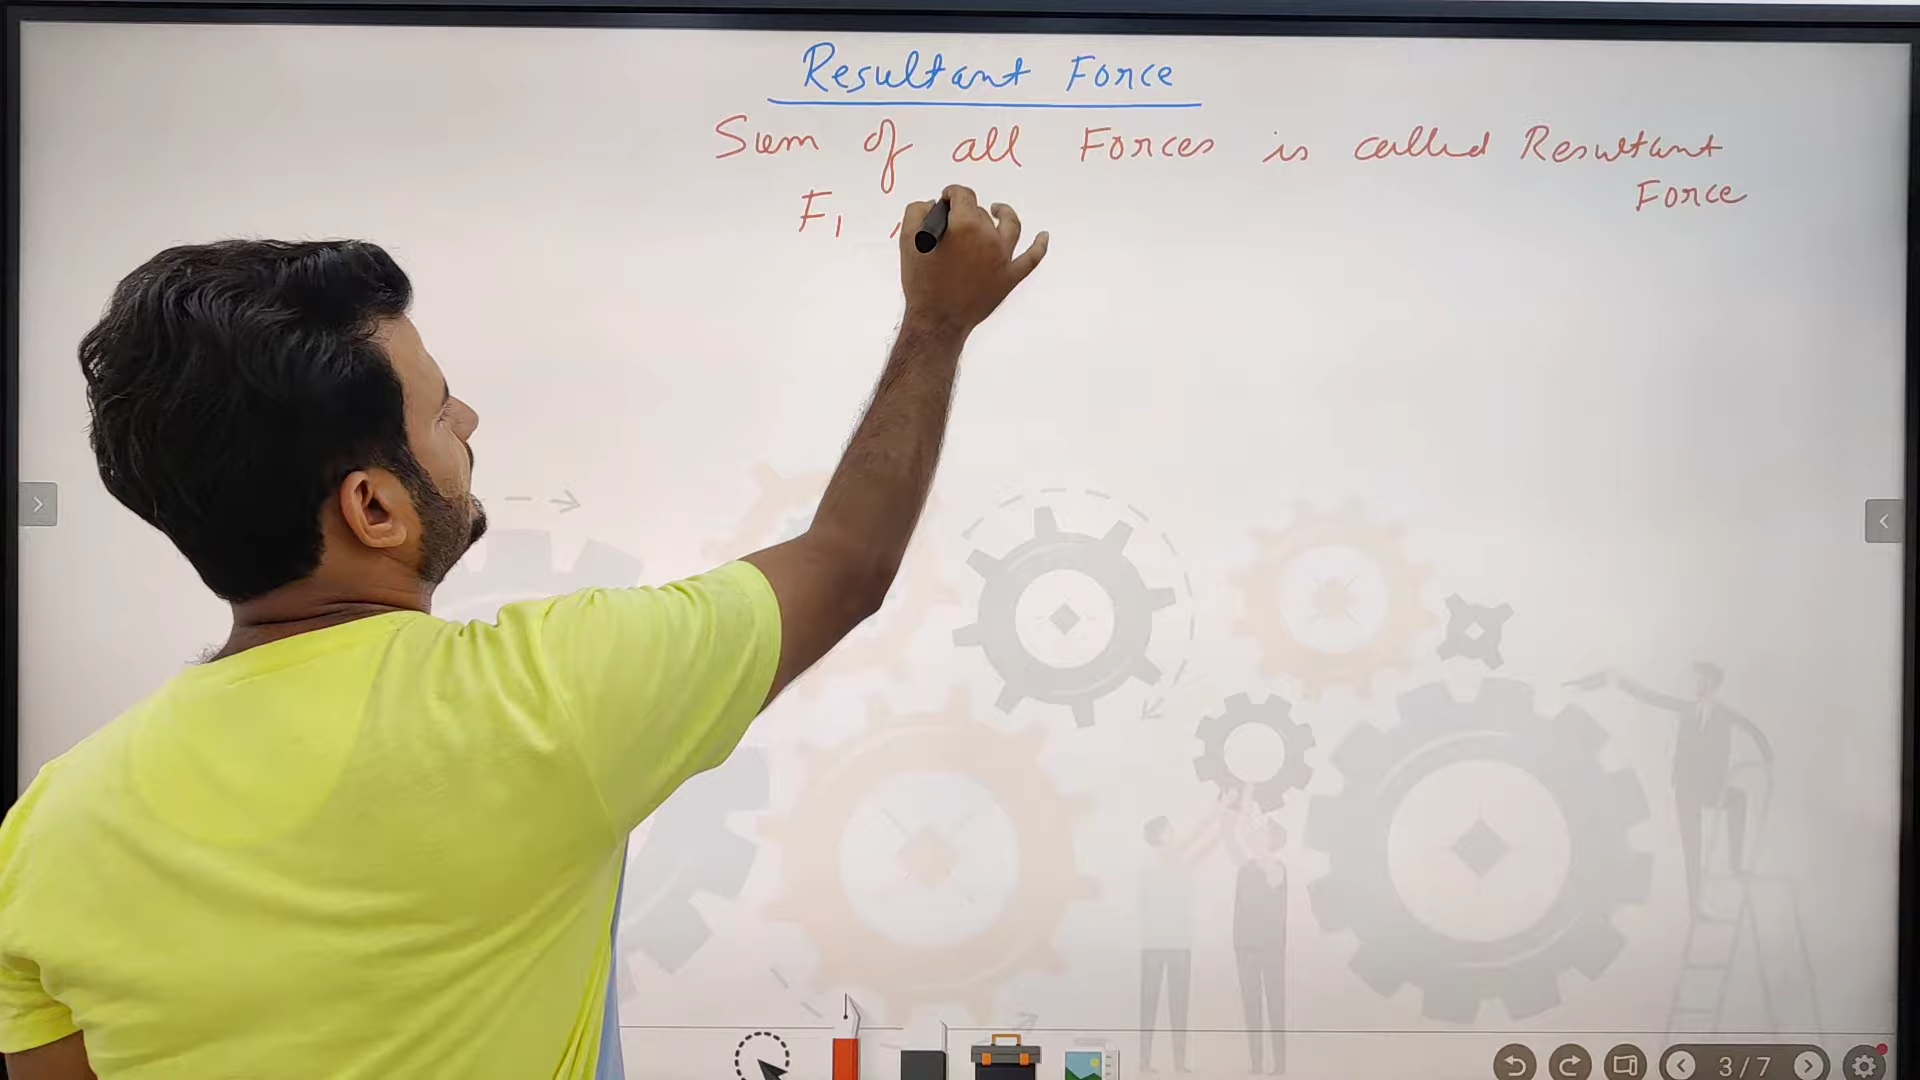 Resultant Force
Sum of all Forces is called Resultant
Force
F1 ,
3/7